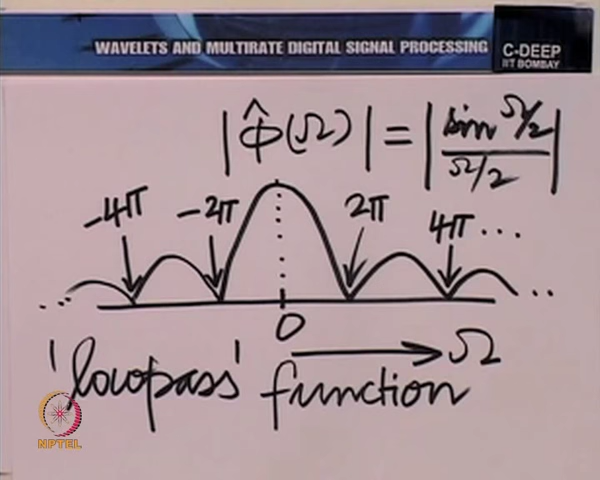 WAVELETS AND MULTIRATE DIGITAL SIGNAL PROCESSING
C-DEEP
IIT BOMBAY
|Φ̂(Ω)| = |sin Ω/2 / Ω/2|
-4π -2π 2π 4π ...
.. ..
0 Ω
'lowpass' function
NPTEL